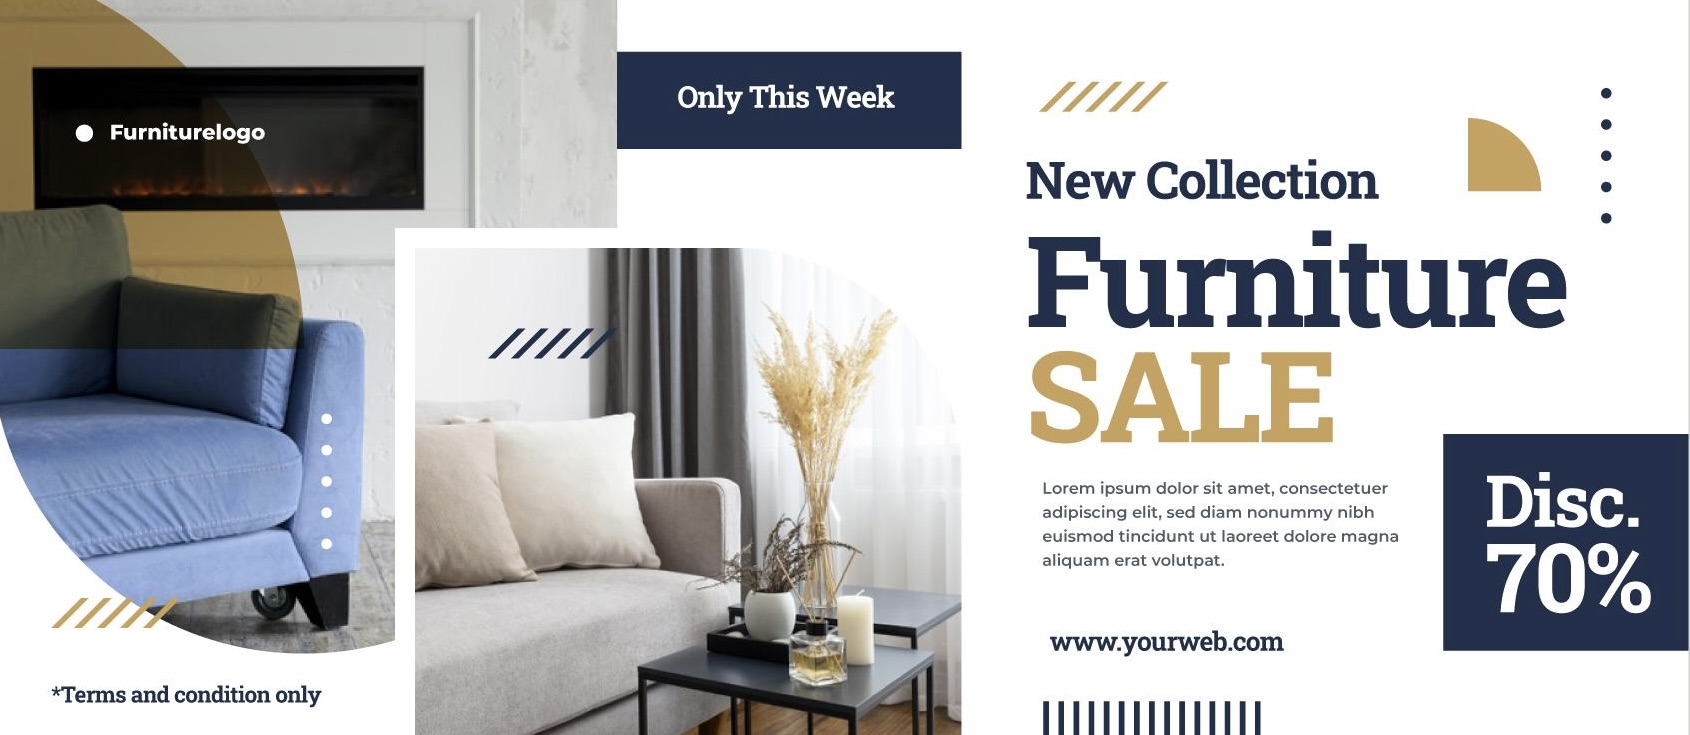 Furniturelogo
Only This Week
New Collection
Furniture
SALE
Lorem ipsum dolor sit amet, consectetuer
adipiscing elit, sed diam nonummy nibh
euismod tincidunt ut laoreet dolore magna
aliquam erat volutpat.
Disc.
70%
www.yourweb.com
*Terms and condition only